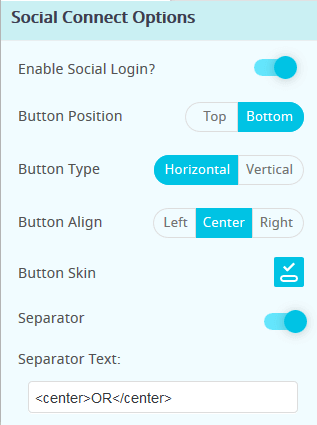 Social Connect Options
Enable Social Login?
Button Position Top Bottom
Button Type Horizontal Vertical
Button Align Left Center Right
Button Skin
Separator
Separator Text:
<center>OR</center>